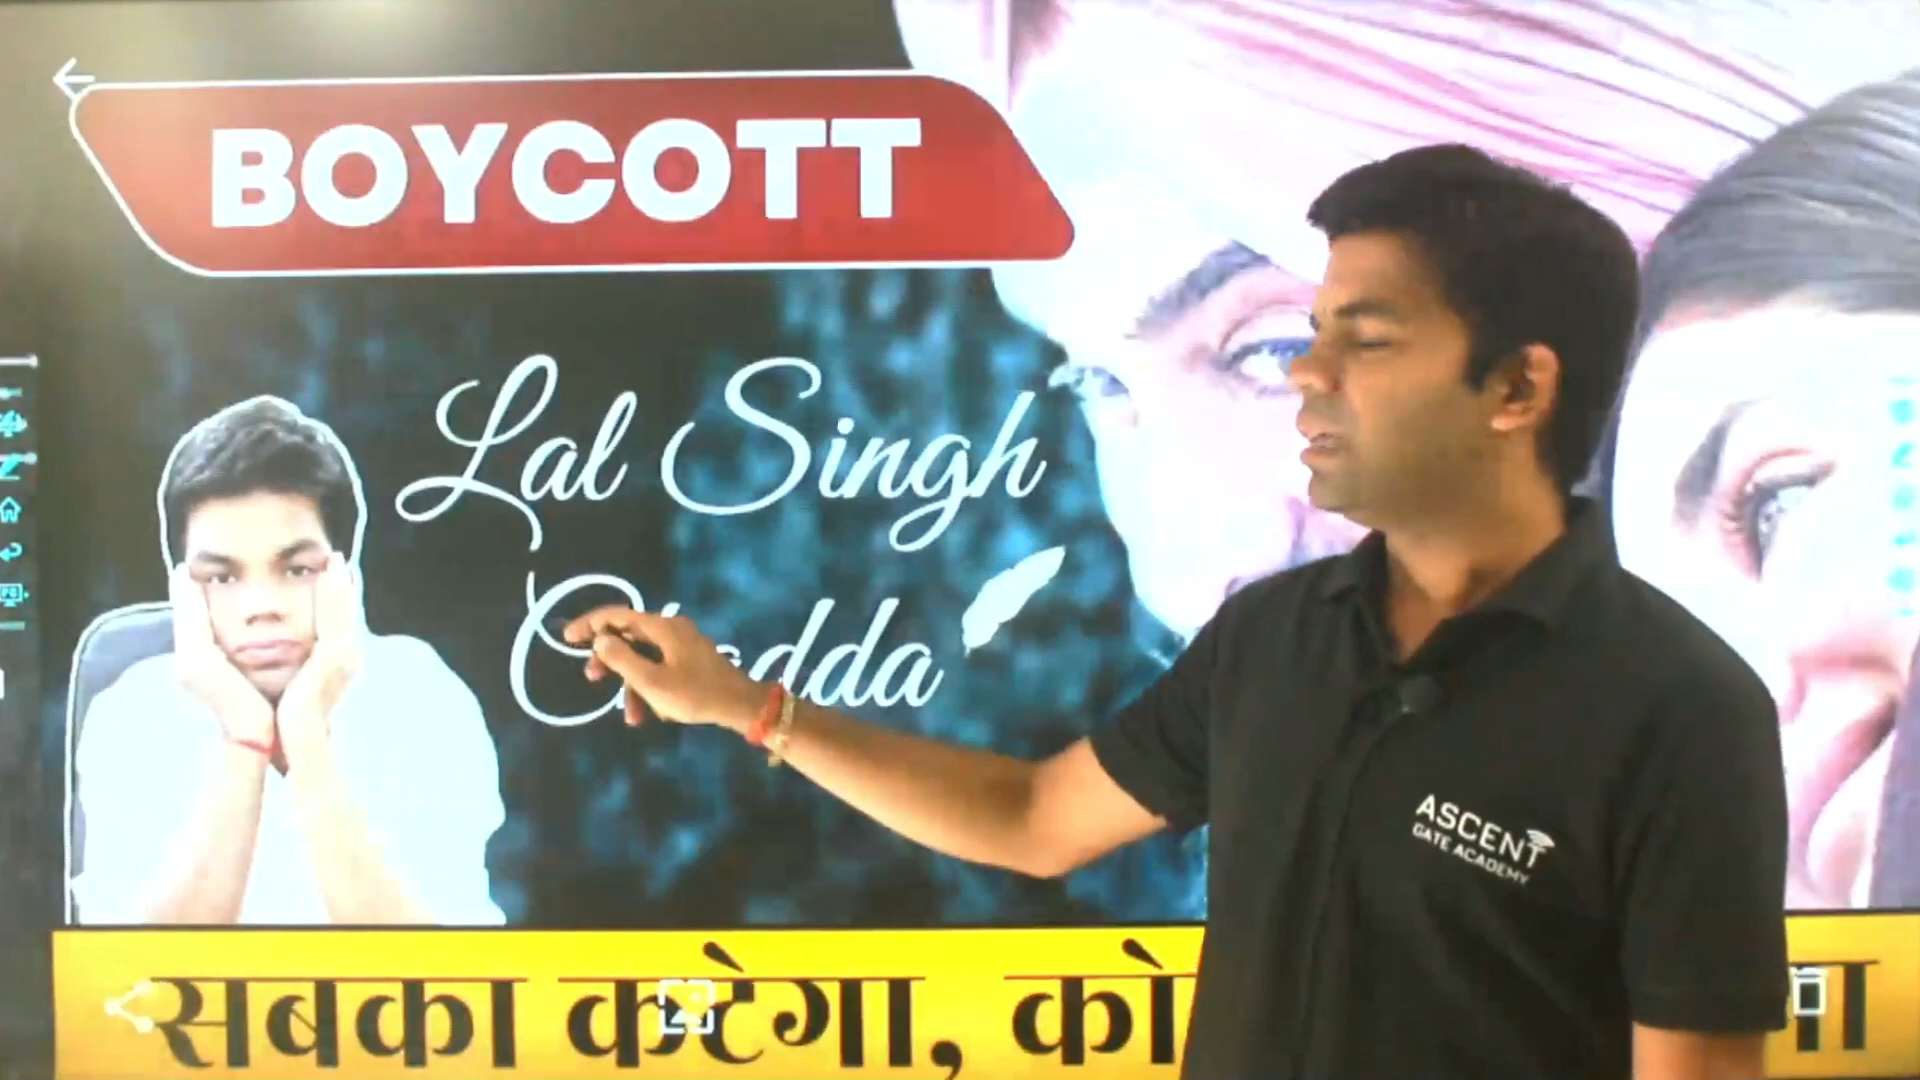 BOYCOTT
Lal Singh
सबका कटेगा, को
ASCENT
GATE ACADEMY